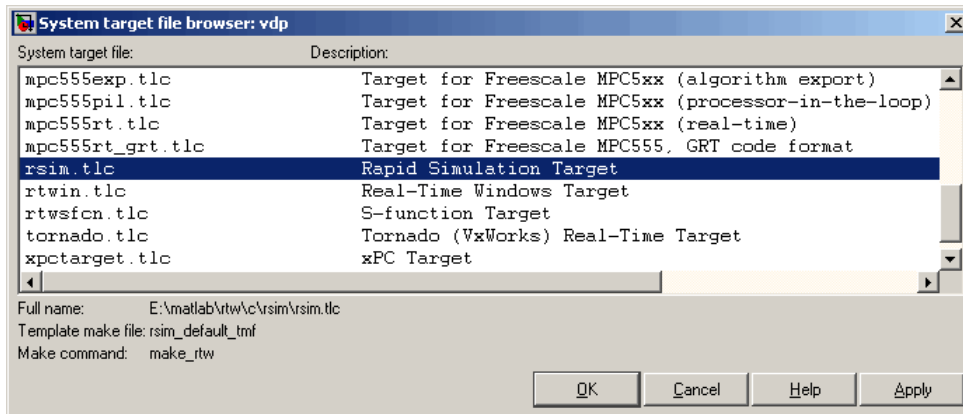 System target file browser: vdp
System target file: Description:
mpc555exp.tlc Target for Freescale MPC5xx (algorithm export)
mpc555pil.tlc Target for Freescale MPC5xx (processor-in-the-loop)
mpc555rt.tlc Target for Freescale MPC5xx (real-time)
mpc555rt_grt.tlc Target for Freescale MPC555, GRT code format
rsim.tlc Rapid Simulation Target
rtwin.tlc Real-Time Windows Target
rtwsfcn.tlc S-function Target
tornado.tlc Tornado (VxWorks) Real-Time Target
xpctarget.tlc xPC Target
Full name: E:\matlab\rtw\c\rsim\rsim.tlc
Template make file: rsim_default_tmf
Make command: make_rtw
OK Cancel Help Apply